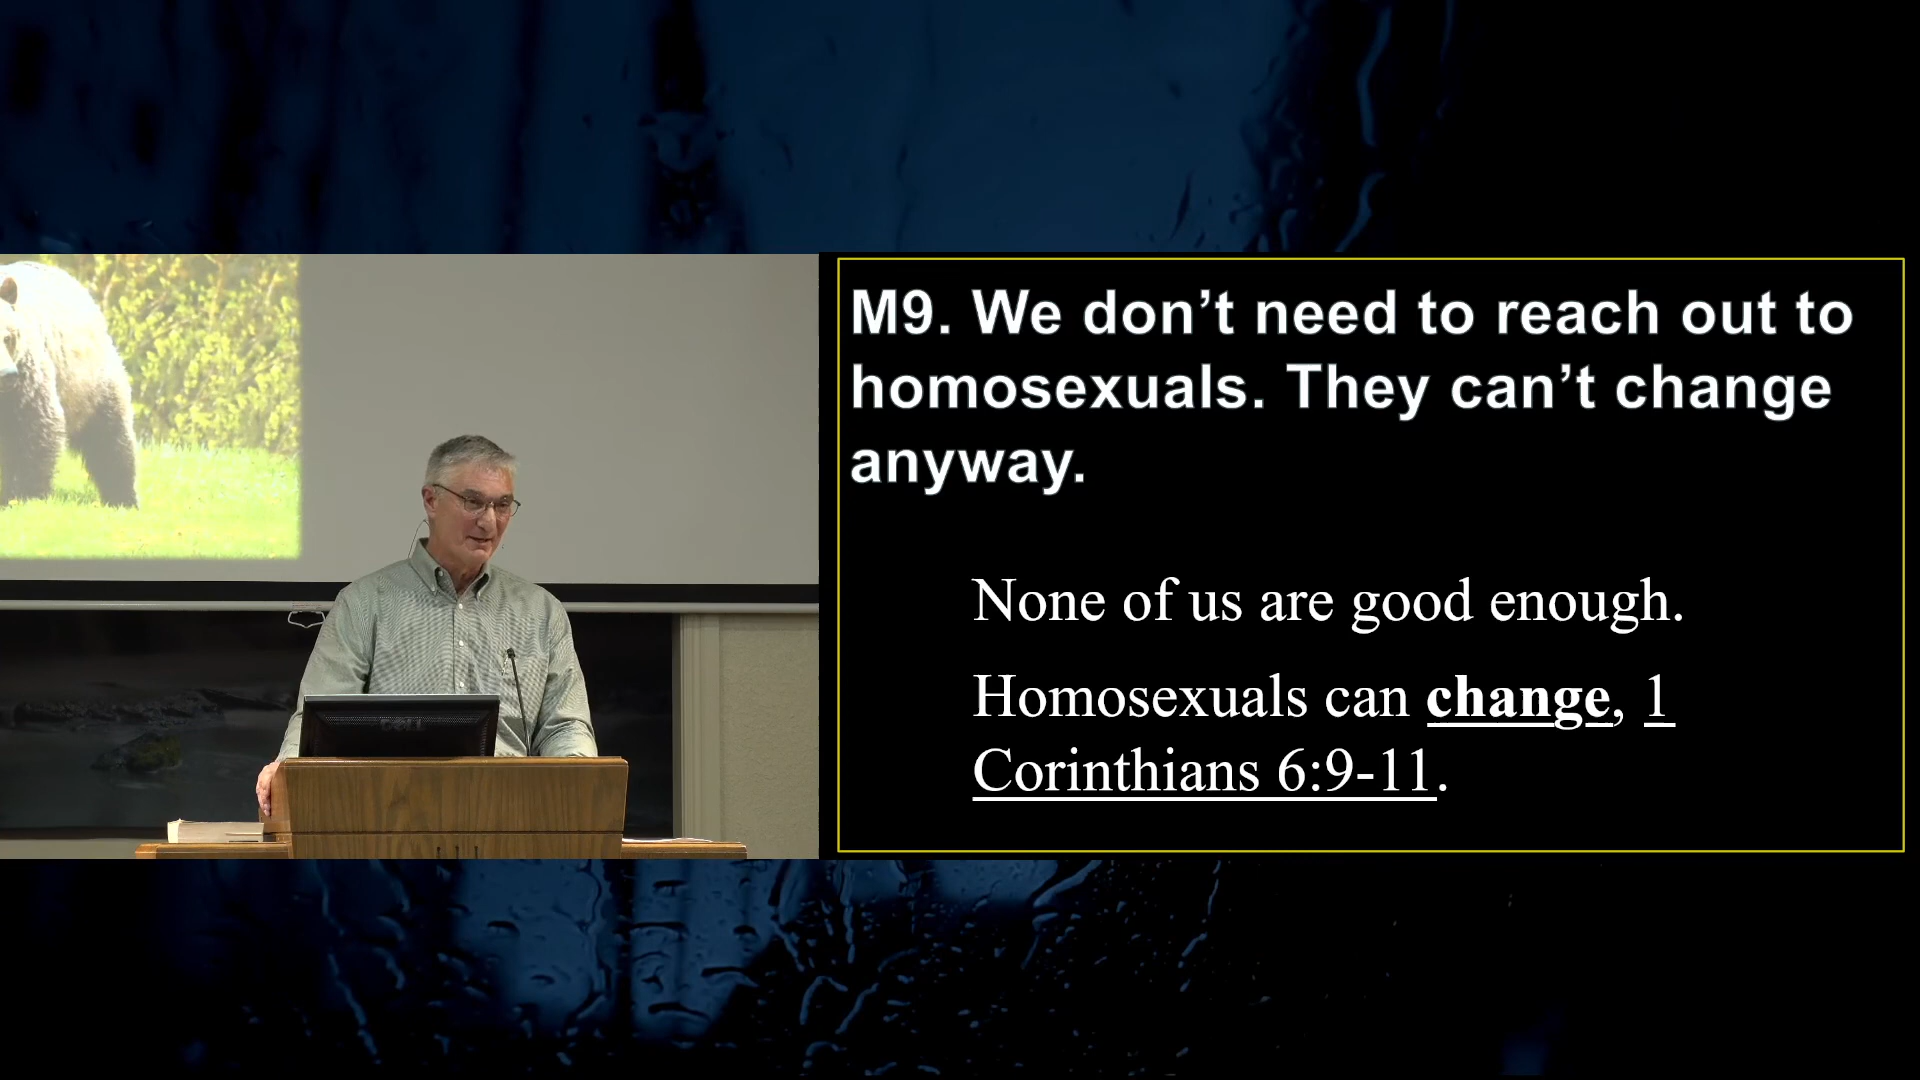 M9. We don’t need to reach out to
homosexuals. They can’t change
anyway.
None of us are good enough.
Homosexuals can change, 1
Corinthians 6:9-11.
DELL